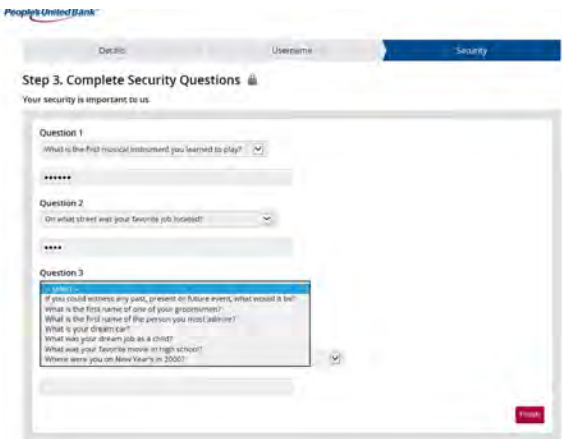 People's United Bank
Details
Username
Security
Step 3. Complete Security Questions
Your security is important to us
Question 1
What is the first musical instrument you learned to play?
••••••
Question 2
On what street was your favorite job located?
••••
Question 3
-- select --
If you could witness any past, present or future event, what would it be?
What is the first name of one of your groomsmen?
What is the first name of the person you most admire?
What is your dream car?
What was your dream job as a child?
What was your favorite movie in high school?
Where were you on New Year's in 2000?
Finish